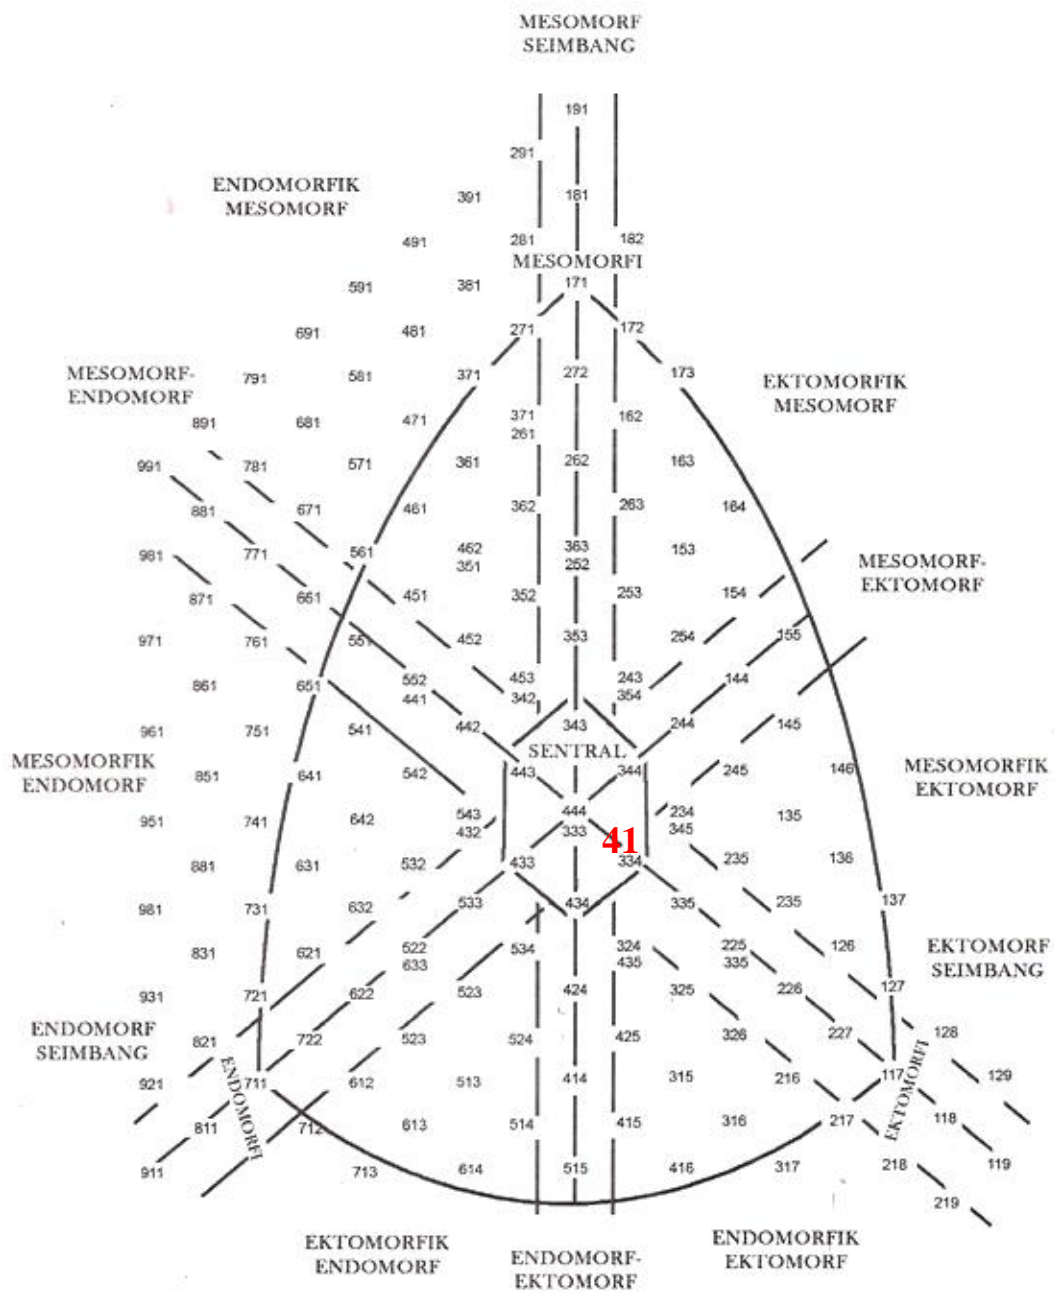 MESOMORF
SEIMBANG
191
291
ENDOMORFIK
MESOMORF
391 181
491 281 182
MESOMORFI
591 381 171
691 481 271 172
MESOMORF-
ENDOMORF
791 581 371 272 173
EKTOMORFIK
MESOMORF
891 681 471 371 162
261
991 781 571 361 262 163
881 671 461 362 263 164
981 771 561 462 363 153
351 252
MESOMORF-
EKTOMORF
871 661 451 352 253 154
971 761 551 452 353 254 155
861 651 552 453 243 144
441 342 354
961 751 541 442 343 244 145
SENTRAL
MESOMORFIK
ENDOMORF
851 641 542 443 344 245 146
MESOMORFIK
EKTOMORF
951 741 642 543 444 234 135
432 333 345
41
881 631 532 433 334 235 136
981 731 632 533 434 335 235 137
831 621 522 534 324 225 126
633 435 335
EKTOMORF
SEIMBANG
931 721 622 523 424 325 226 127
ENDOMORF
SEIMBANG
821 722 523 524 425 326 227 128
921 711 612 513 414 315 216 117 129
ENDOMORFI
EKTOMORFI
811 712 613 514 415 316 217 118
911 713 614 515 416 317 218 119
219
EKTOMORFIK
ENDOMORF
ENDOMORF-
EKTOMORF
ENDOMORFIK
EKTOMORF